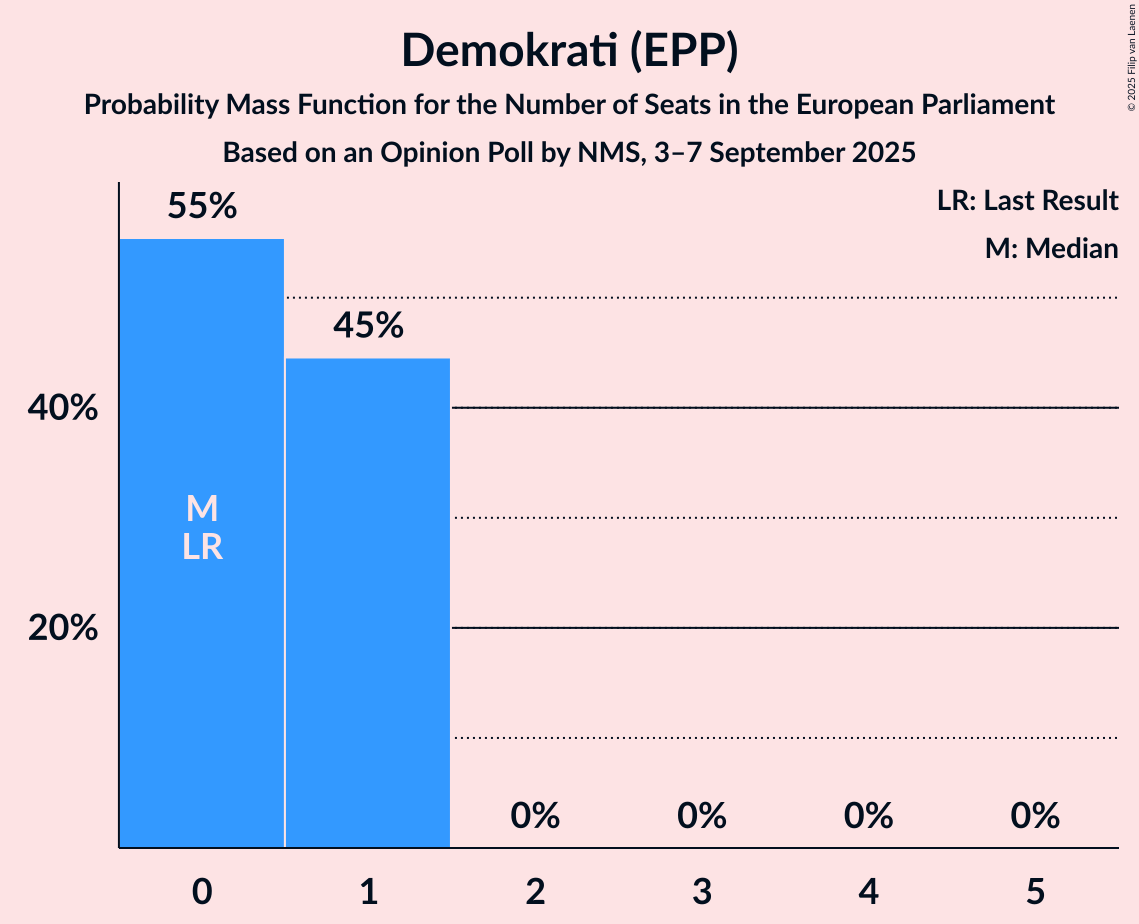 Demokrati (EPP)
Probability Mass Function for the Number of Seats in the European Parliament
Based on an Opinion Poll by NMS, 3–7 September 2025
© 2025 Filip van Laenen
LR: Last Result
M: Median
55%
45%
40%
20%
M
LR
0% 0% 0% 0%
0 1 2 3 4 5